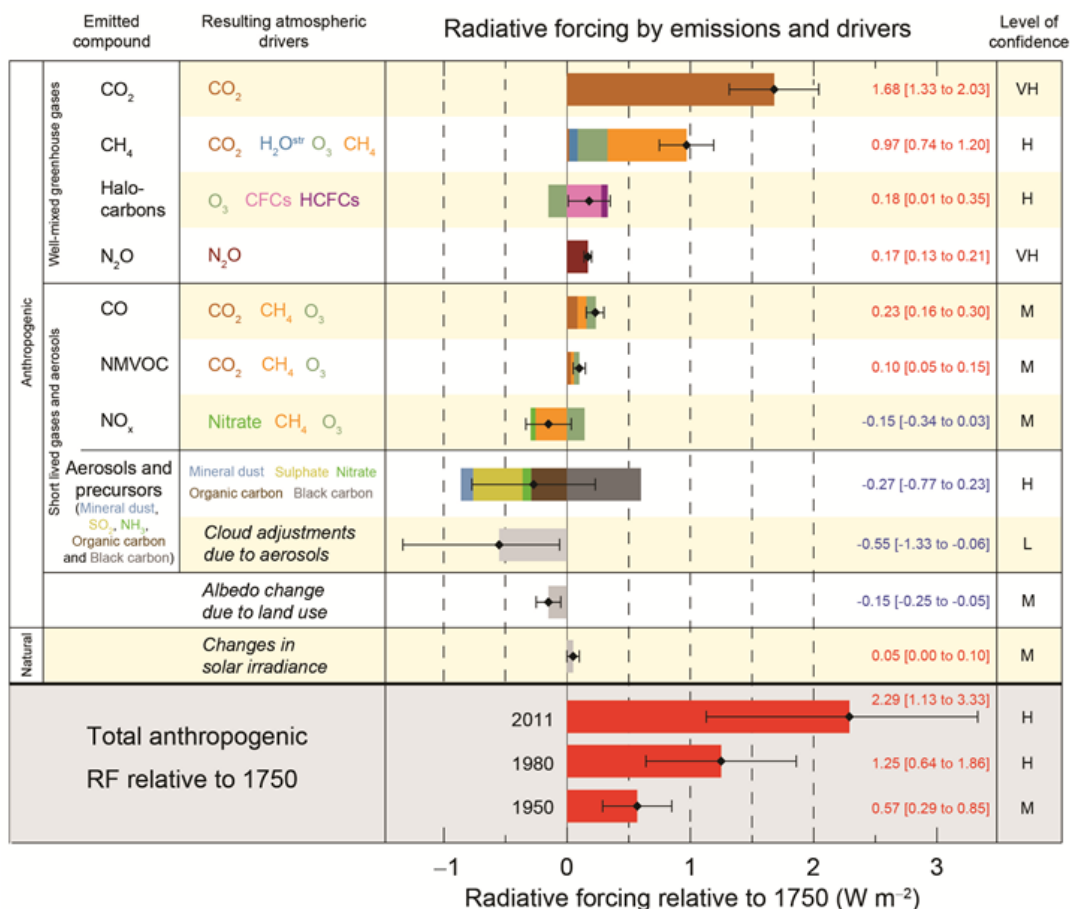 Emitted compound
Resulting atmospheric drivers
Radiative forcing by emissions and drivers
Level of confidence
Anthropogenic
Well-mixed greenhouse gases
CO₂
CO₂
1.68 [1.33 to 2.03]
VH
CH₄
CO₂ H₂Oˢᵗʳ O₃ CH₄
0.97 [0.74 to 1.20]
H
Halo-
carbons
O₃ CFCs HCFCs
0.18 [0.01 to 0.35]
H
N₂O
N₂O
0.17 [0.13 to 0.21]
VH
Short lived gases and aerosols
CO
CO₂ CH₄ O₃
0.23 [0.16 to 0.30]
M
NMVOC
CO₂ CH₄ O₃
0.10 [0.05 to 0.15]
M
NOₓ
Nitrate CH₄ O₃
-0.15 [-0.34 to 0.03]
M
Aerosols and
precursors
(Mineral dust,
SO₂, NH₃,
Organic carbon
and Black carbon)
Mineral dust Sulphate Nitrate
Organic carbon Black carbon
-0.27 [-0.77 to 0.23]
H
Cloud adjustments
due to aerosols
-0.55 [-1.33 to -0.06]
L
Albedo change
due to land use
-0.15 [-0.25 to -0.05]
M
Natural
Changes in
solar irradiance
0.05 [0.00 to 0.10]
M
Total anthropogenic
RF relative to 1750
2011
2.29 [1.13 to 3.33]
H
1980
1.25 [0.64 to 1.86]
H
1950
0.57 [0.29 to 0.85]
M
−1 0 1 2 3
Radiative forcing relative to 1750 (W m⁻²)